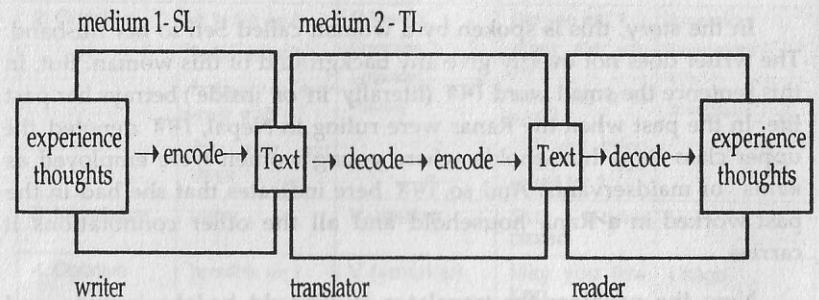 medium 1- SL medium 2 - TL
experience thoughts → encode → Text → decode → encode → Text → decode → experience thoughts
writer translator reader